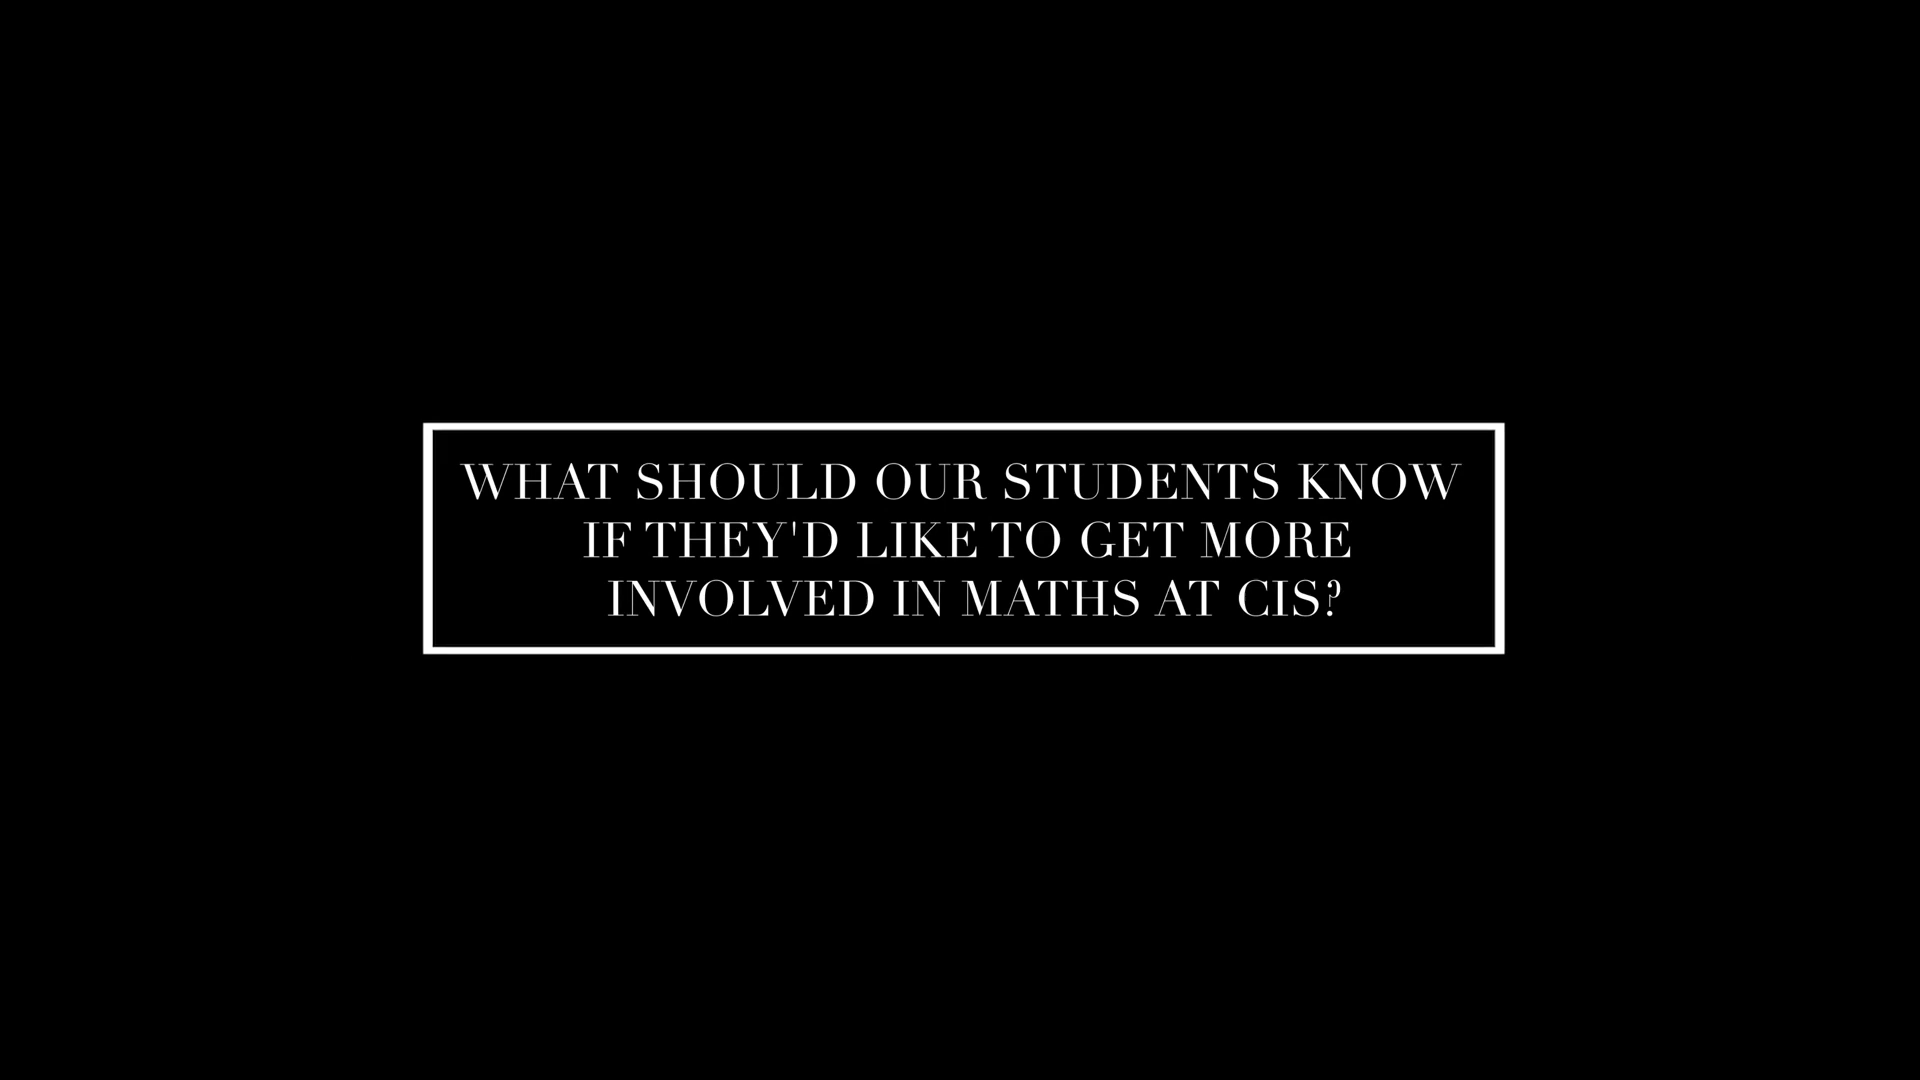 WHAT SHOULD OUR STUDENTS KNOW
IF THEY'D LIKE TO GET MORE
INVOLVED IN MATHS AT CIS?